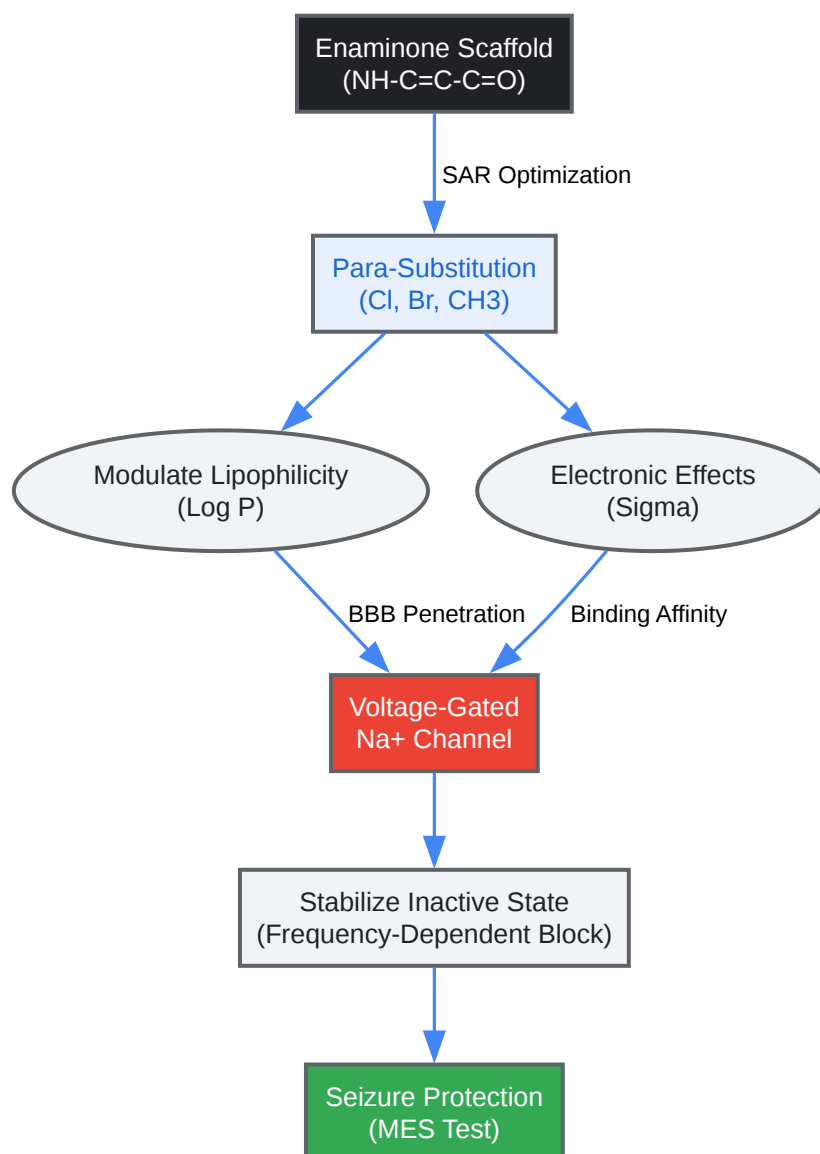 Enaminone Scaffold
(NH-C=C-C=O)
SAR Optimization
Para-Substitution
(Cl, Br, CH3)
Modulate Lipophilicity
(Log P)
Electronic Effects
(Sigma)
BBB Penetration
Binding Affinity
Voltage-Gated
Na+ Channel
Stabilize Inactive State
(Frequency-Dependent Block)
Seizure Protection
(MES Test)